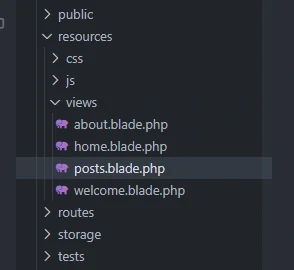 public
resources
css
js
views
about.blade.php
home.blade.php
posts.blade.php
welcome.blade.php
routes
storage
tests